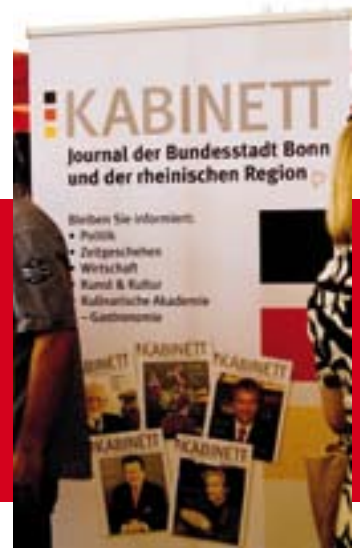 KABINETT
Journal der Bundesstadt Bonn
und der rheinischen Region
Bleiben Sie informiert:
• Politik
• Zeitgeschehen
• Wirtschaft
Kunst & Kultur
Kulinarische Akademie
– Gastronomie
KABINETT
KABINETT
KABINETT
KABINETT